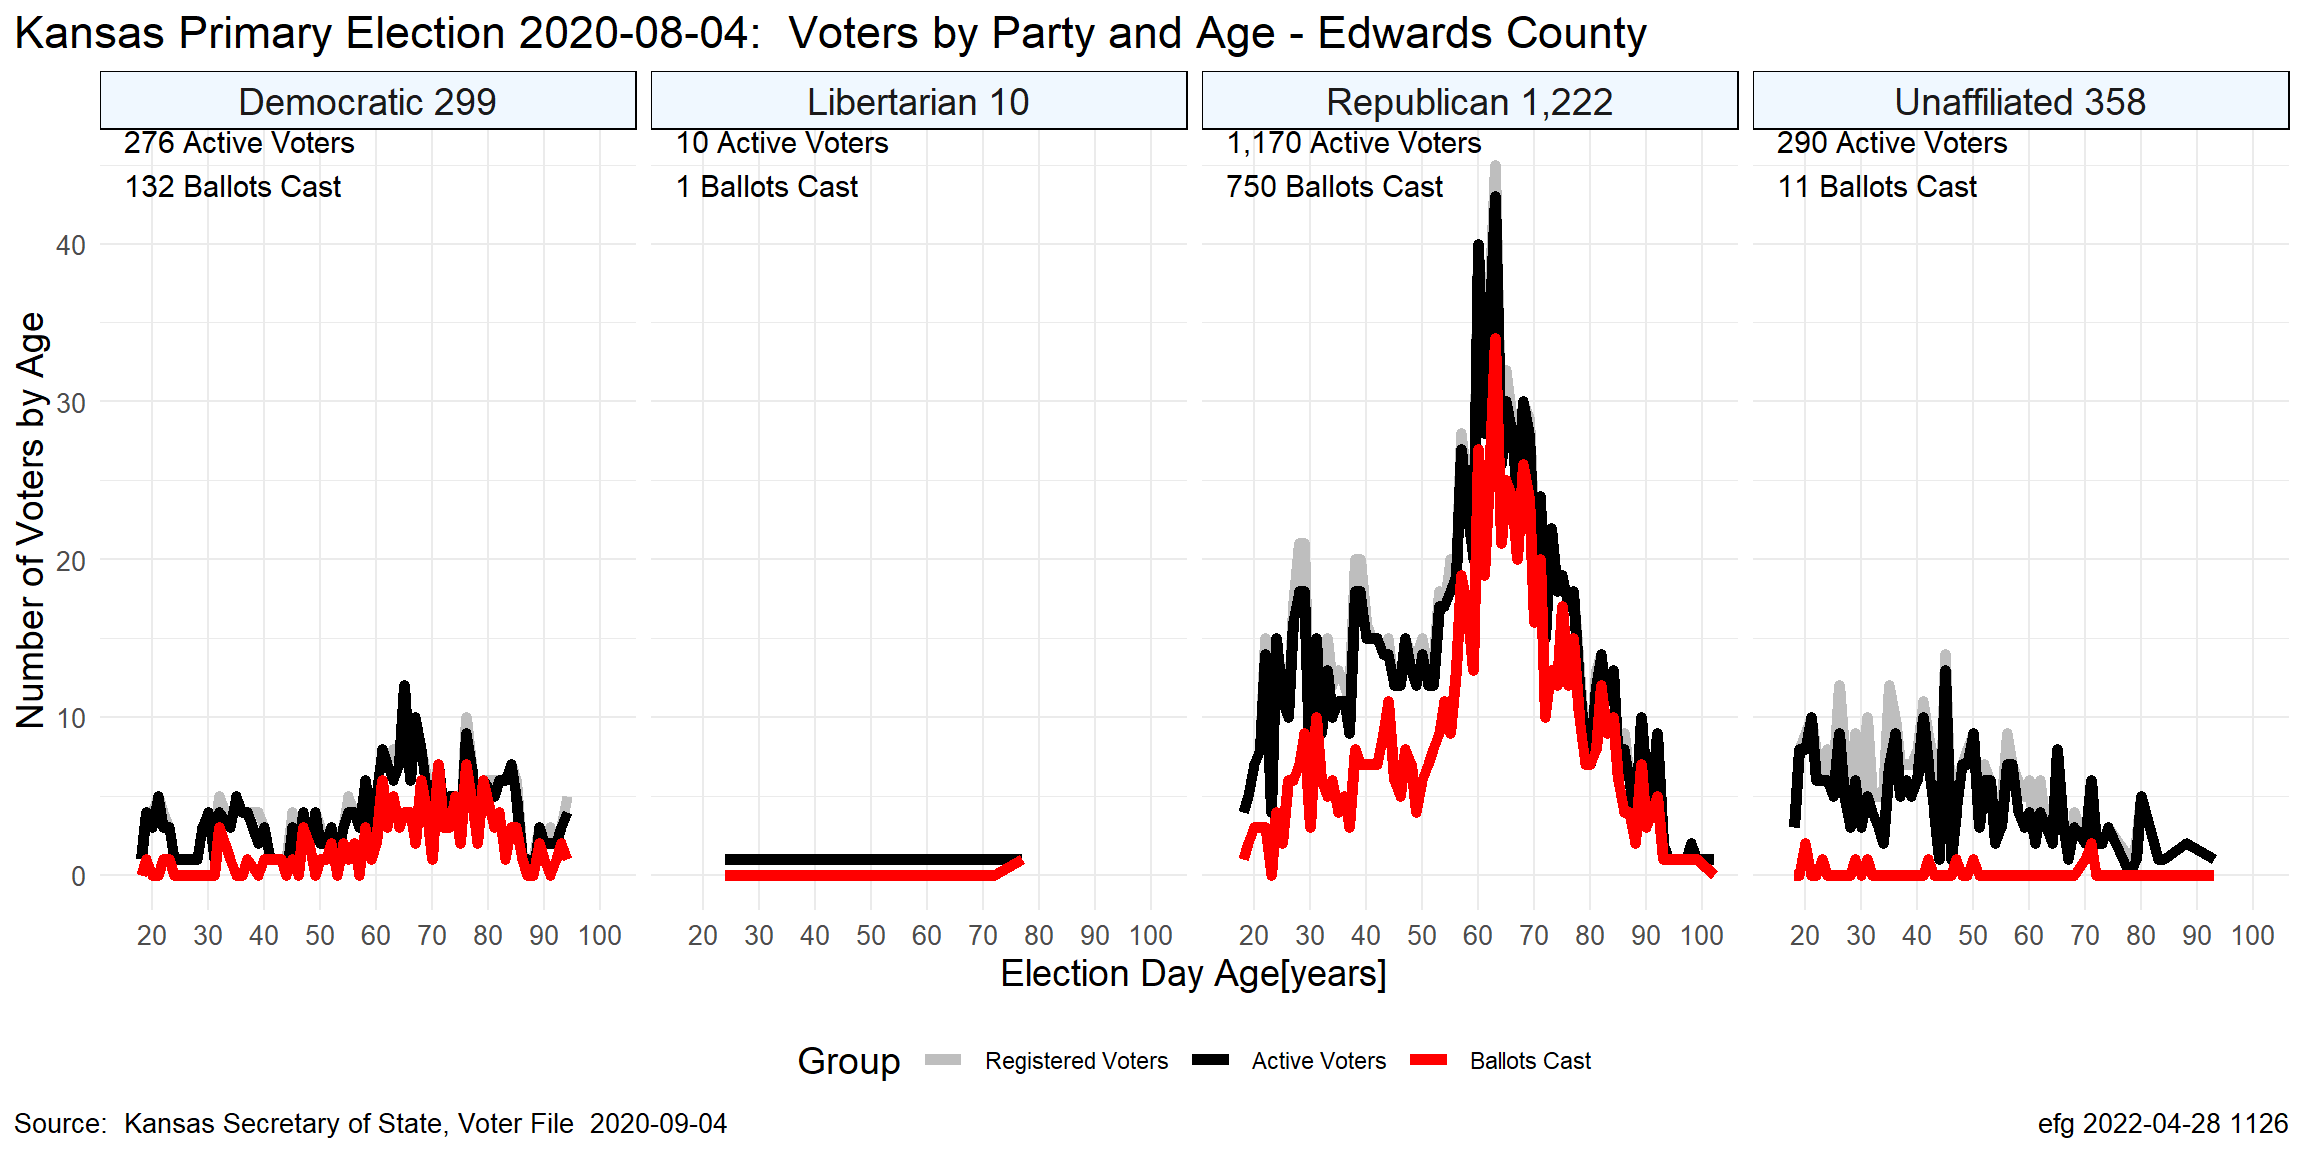 Kansas Primary Election 2020-08-04:  Voters by Party and Age - Edwards County
Democratic 299
Libertarian 10
Republican 1,222
Unaffiliated 358
276 Active Voters
132 Ballots Cast
10 Active Voters
1 Ballots Cast
1,170 Active Voters
750 Ballots Cast
290 Active Voters
11 Ballots Cast
Number of Voters by Age
40
30
20
10
0
20 30 40 50 60 70 80 90 100
20 30 40 50 60 70 80 90 100
20 30 40 50 60 70 80 90 100
20 30 40 50 60 70 80 90 100
Election Day Age[years]
Group Registered Voters Active Voters Ballots Cast
Source:  Kansas Secretary of State, Voter File  2020-09-04
efg 2022-04-28 1126